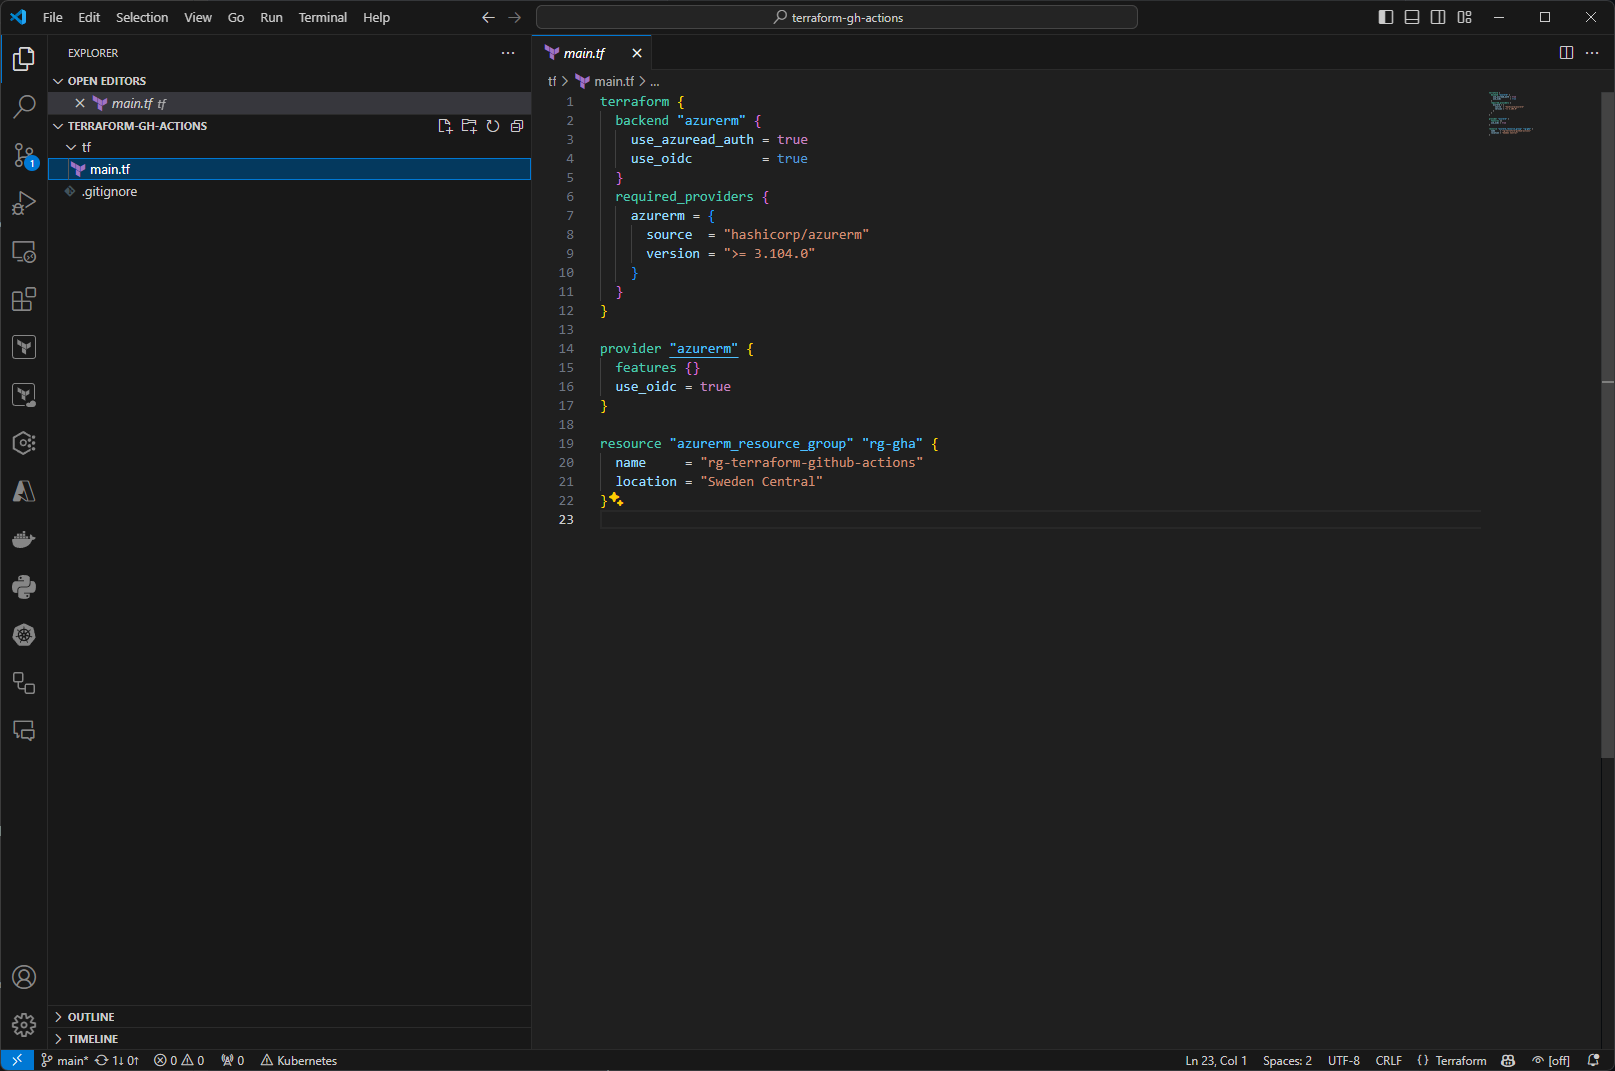 File Edit Selection View Go Run Terminal Help
terraform-gh-actions
EXPLORER
OPEN EDITORS
main.tf tf
TERRAFORM-GH-ACTIONS
tf
main.tf
.gitignore
1
OUTLINE
TIMELINE
main.tf
tf > main.tf > ...
1 terraform {
2   backend "azurerm" {
3     use_azuread_auth = true
4     use_oidc         = true
5   }
6   required_providers {
7     azurerm = {
8       source  = "hashicorp/azurerm"
9       version = ">= 3.104.0"
10     }
11   }
12 }
13
14 provider "azurerm" {
15   features {}
16   use_oidc = true
17 }
18
19 resource "azurerm_resource_group" "rg-gha" {
20   name     = "rg-terraform-github-actions"
21   location = "Sweden Central"
22 }
23
main* 1↓ 0↑ 0 0 0 Kubernetes
Ln 23, Col 1 Spaces: 2 UTF-8 CRLF {} Terraform [off]